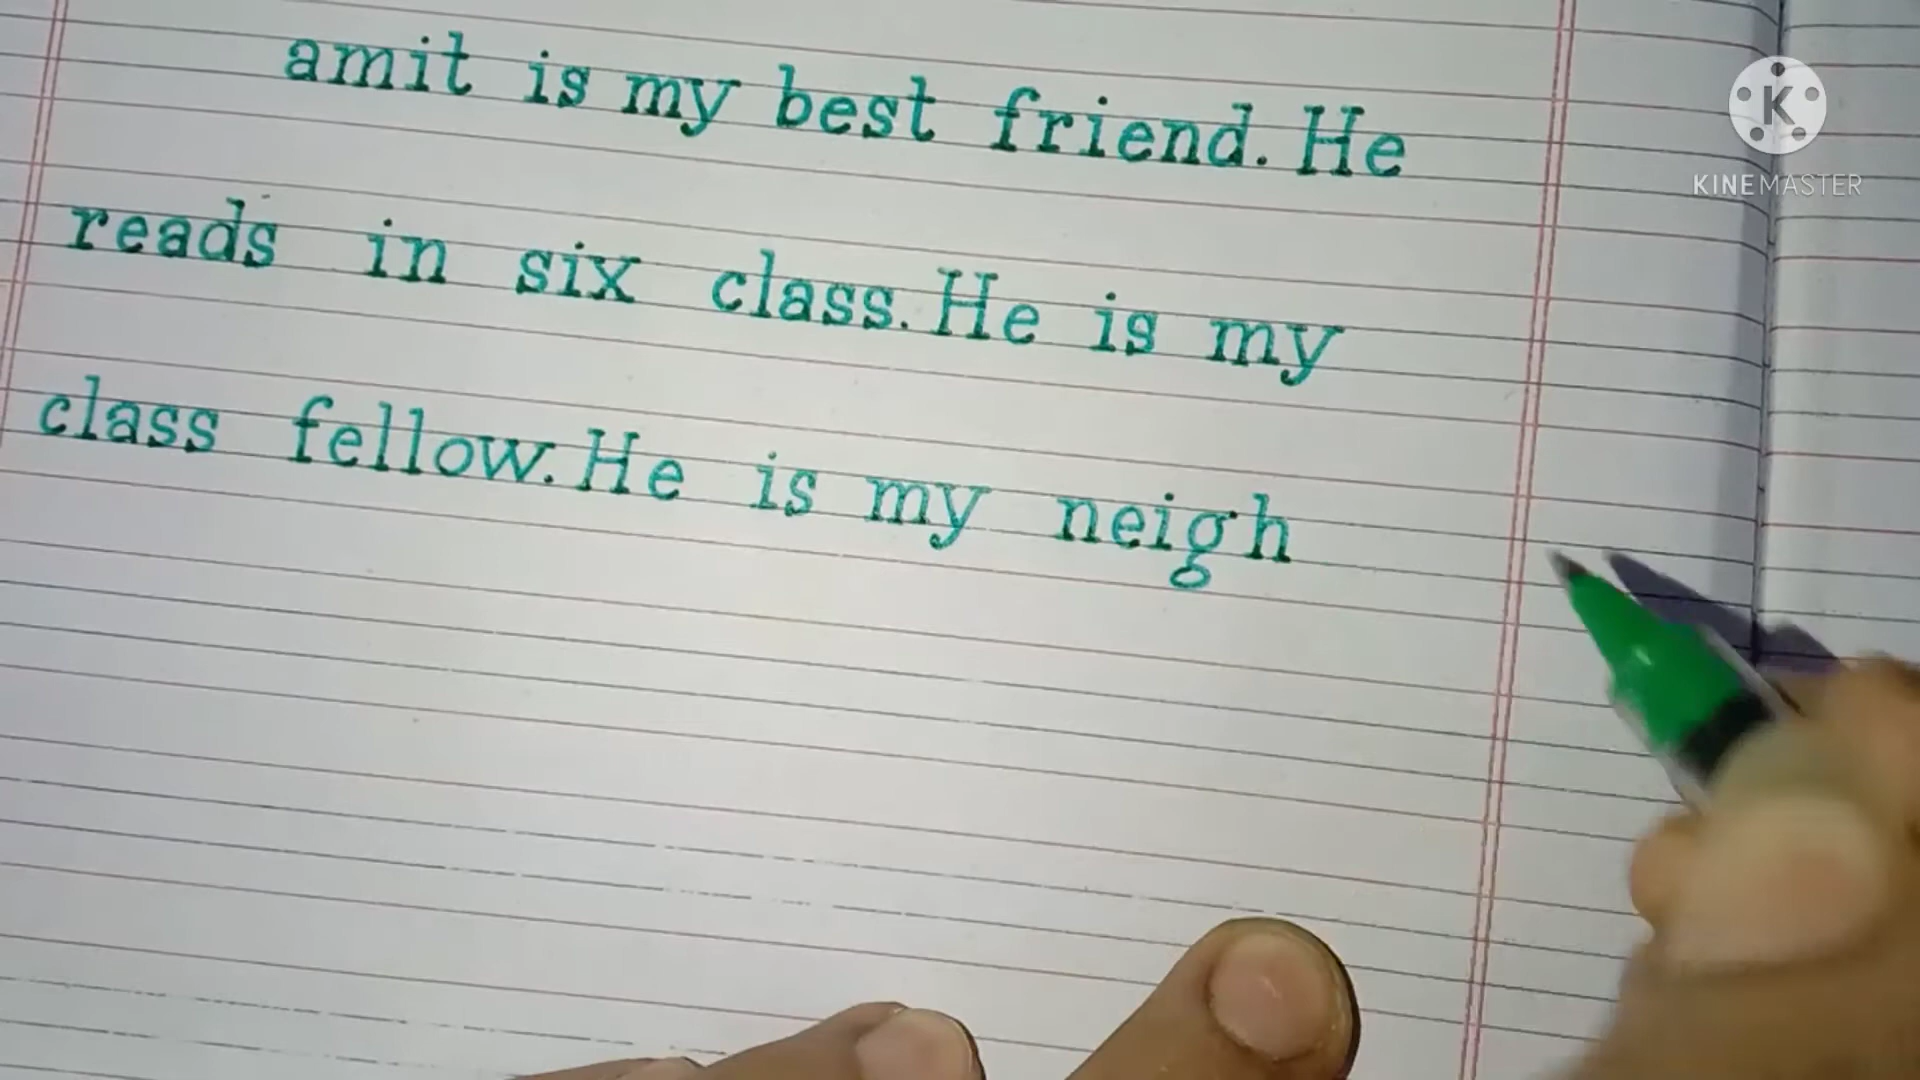 amit is my best friend. He
reads in six class. He is my
class fellow. He is my neigh
KINEMASTER